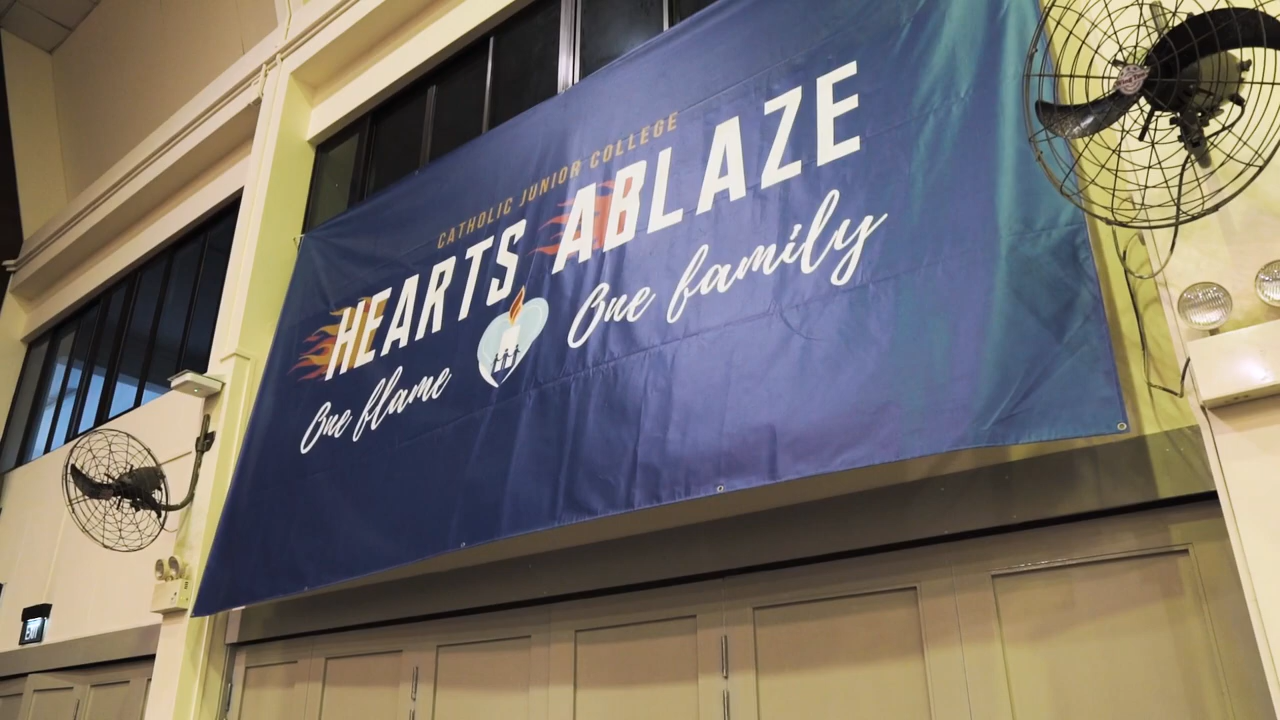 CATHOLIC JUNIOR COLLEGE
HEARTS ABLAZE
One flame One family
EXIT